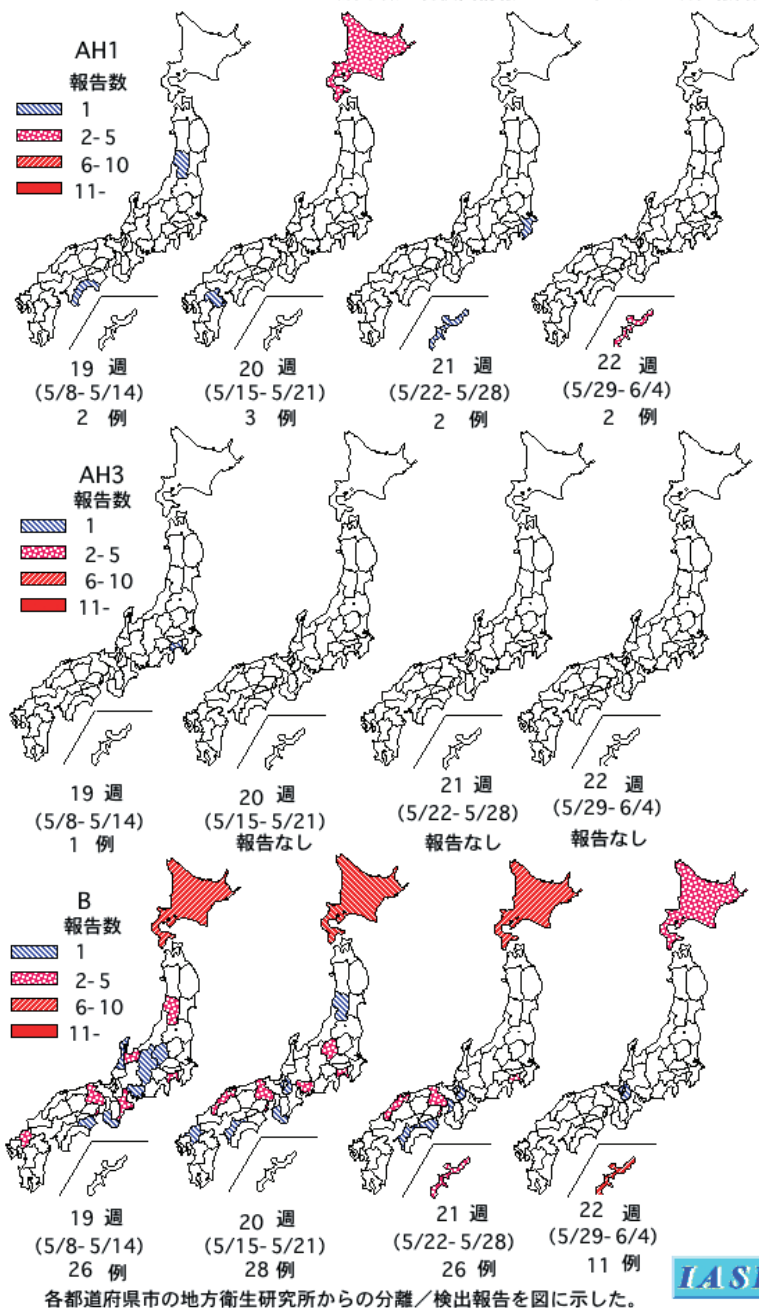 AH1
報告数
1
2-5
6-10
11-
19 週
(5/8-5/14)
2 例
20 週
(5/15-5/21)
3 例
21 週
(5/22-5/28)
2 例
22 週
(5/29-6/4)
2 例
AH3
報告数
1
2-5
6-10
11-
19 週
(5/8-5/14)
1 例
20 週
(5/15-5/21)
報告なし
21 週
(5/22-5/28)
報告なし
22 週
(5/29-6/4)
報告なし
B
報告数
1
2-5
6-10
11-
19 週
(5/8-5/14)
26 例
20 週
(5/15-5/21)
28 例
21 週
(5/22-5/28)
26 例
22 週
(5/29-6/4)
11 例
各都道府県市の地方衛生研究所からの分離／検出報告を図に示した。